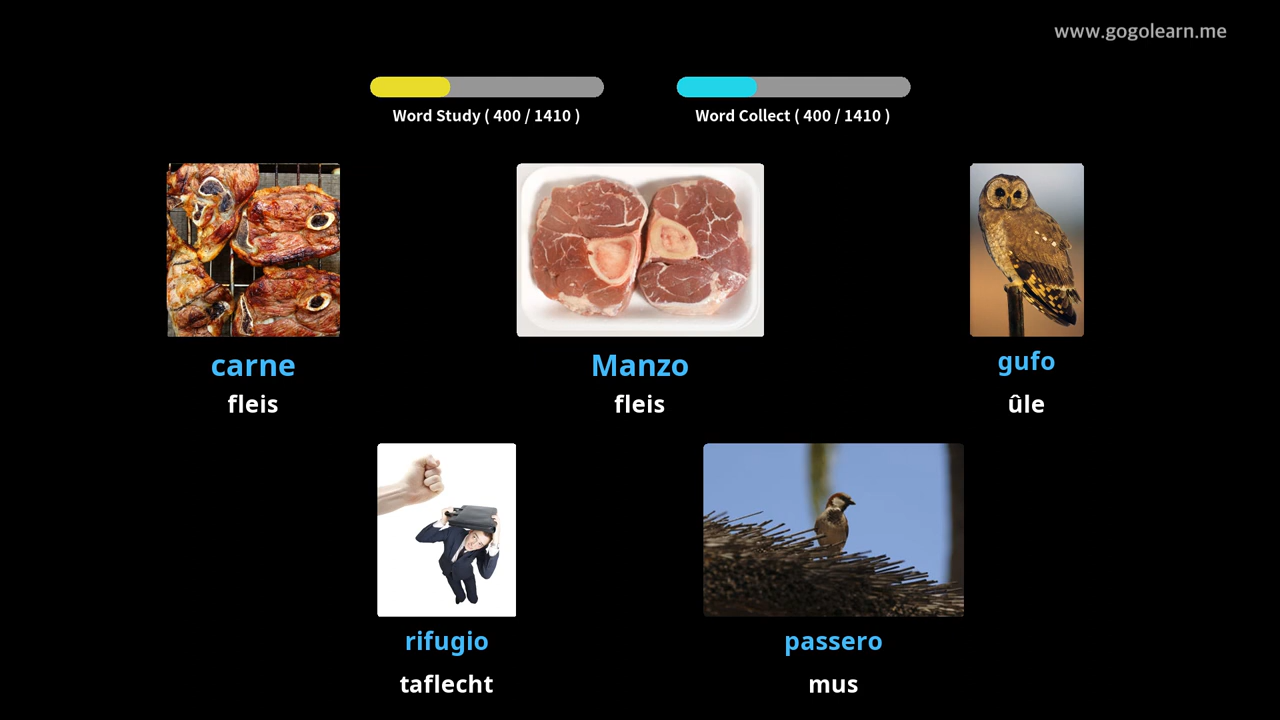 www.gogolearn.me
Word Study ( 400 / 1410 )
Word Collect ( 400 / 1410 )
carne
fleis
Manzo
fleis
gufo
ûle
rifugio
taflecht
passero
mus